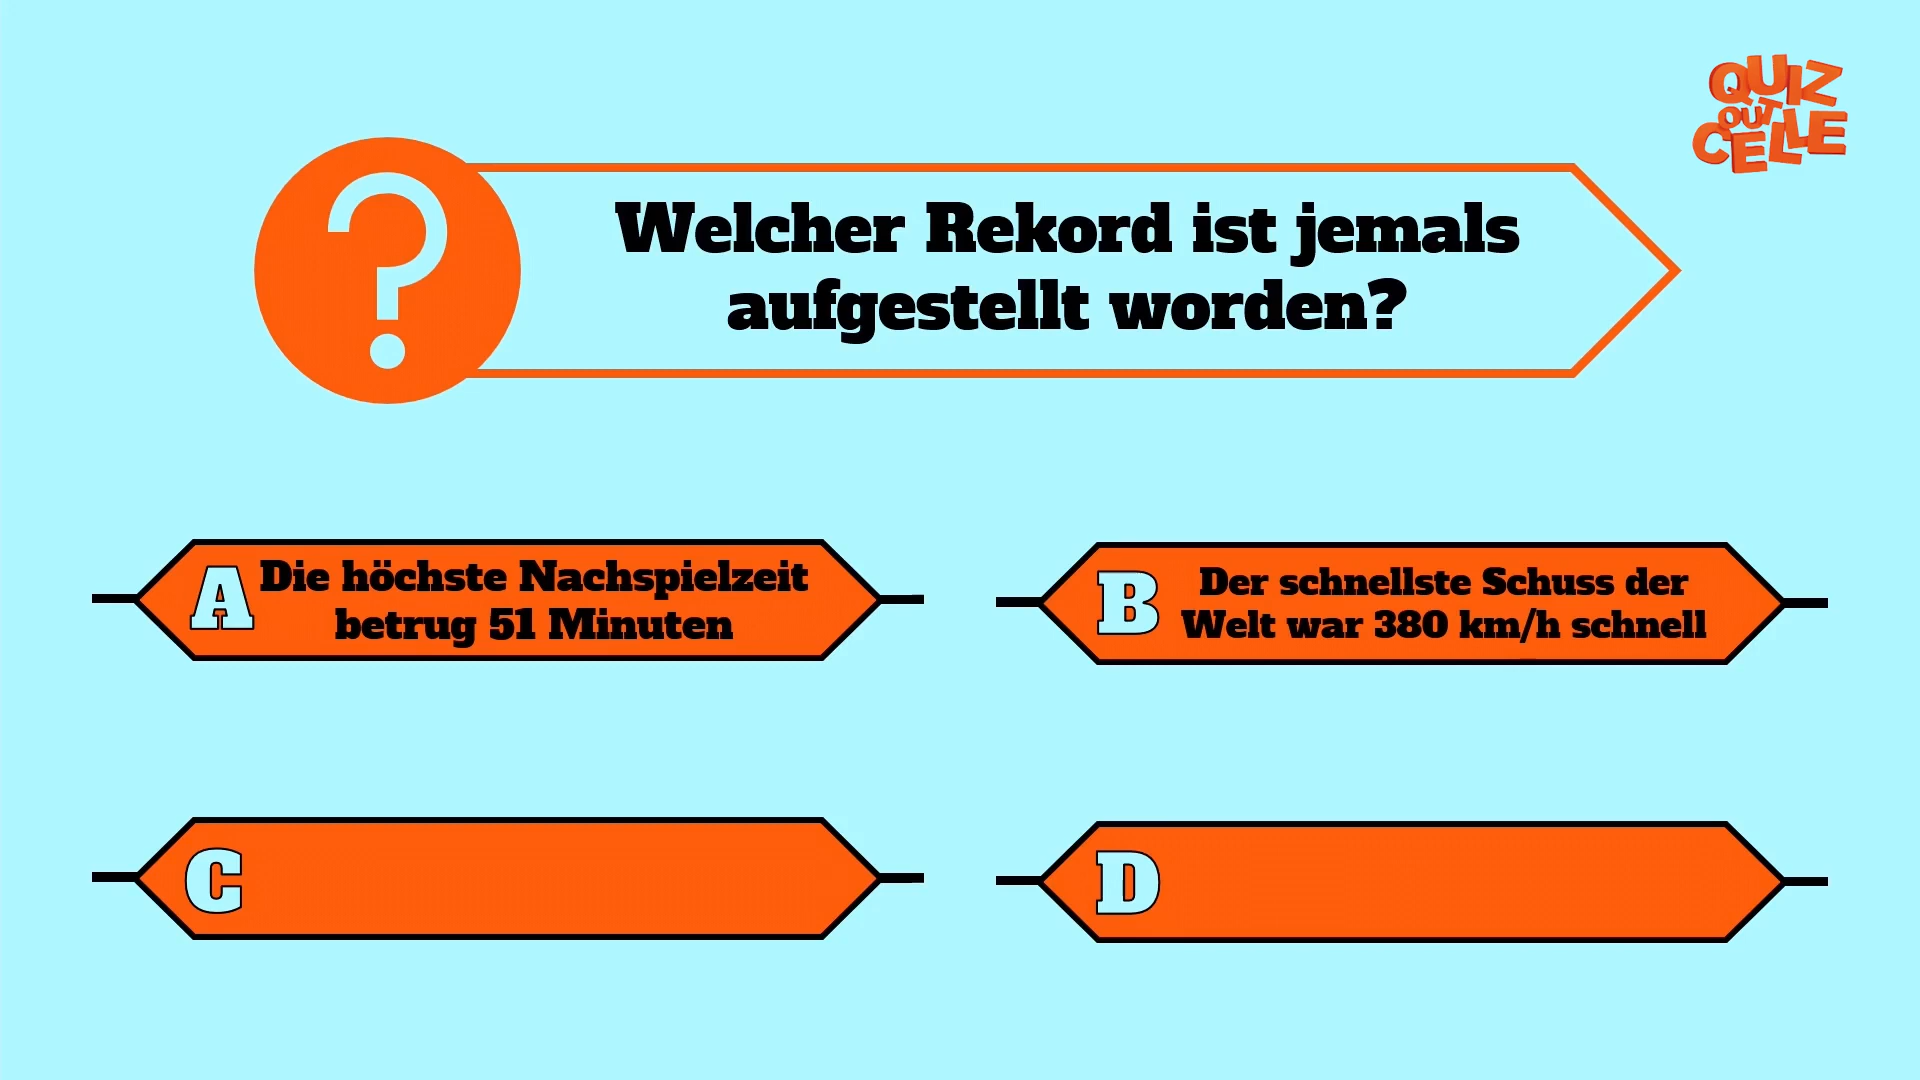 QUIZ
OUT
CELLE
Welcher Rekord ist jemals
aufgestellt worden?
A Die höchste Nachspielzeit
betrug 51 Minuten
B Der schnellste Schuss der
Welt war 380 km/h schnell
C
D